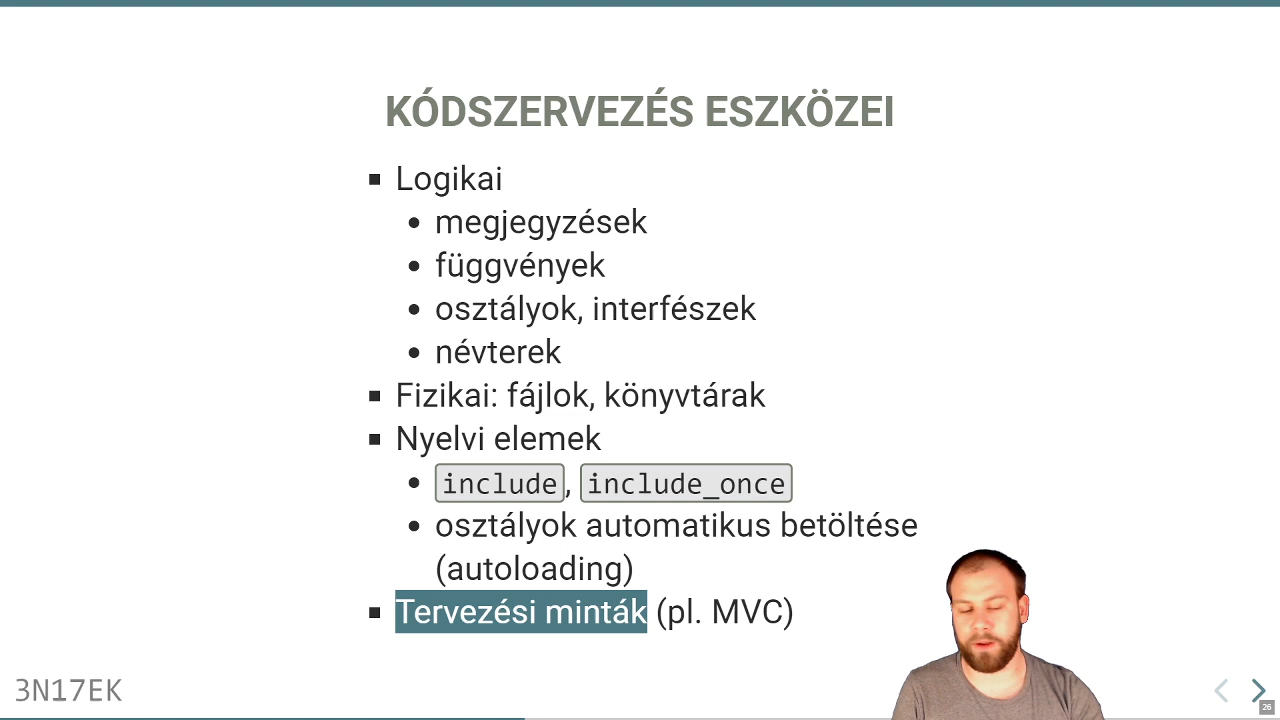 KÓDSZERVEZÉS ESZKÖZEI
Logikai
megjegyzések
függvények
osztályok, interfészek
névterek
Fizikai: fájlok, könyvtárak
Nyelvi elemek
include, include_once
osztályok automatikus betöltése
(autoloading)
Tervezési minták (pl. MVC)
3N17EK
26